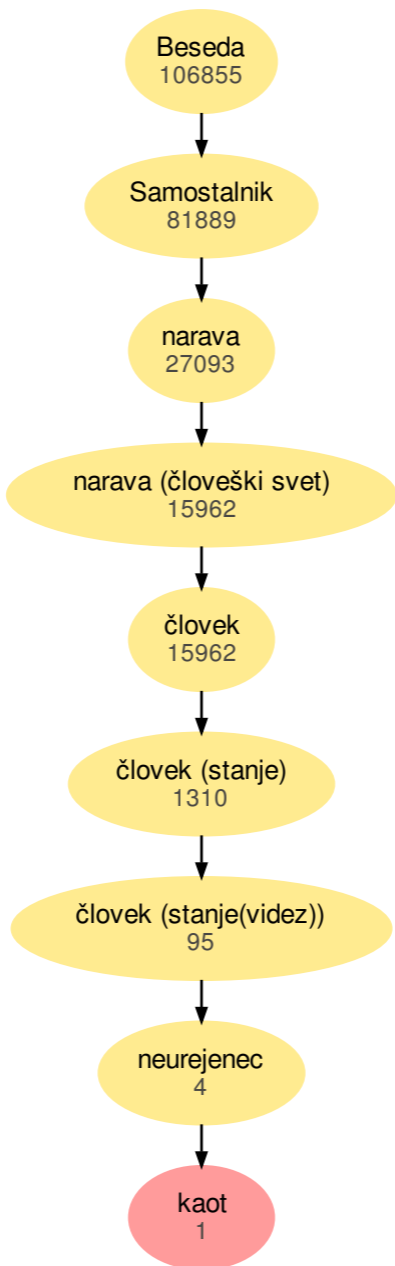 Beseda
106855
Samostalnik
81889
narava
27093
narava (človeški svet)
15962
človek
15962
človek (stanje)
1310
človek (stanje(videz))
95
neurejenec
4
kaot
1